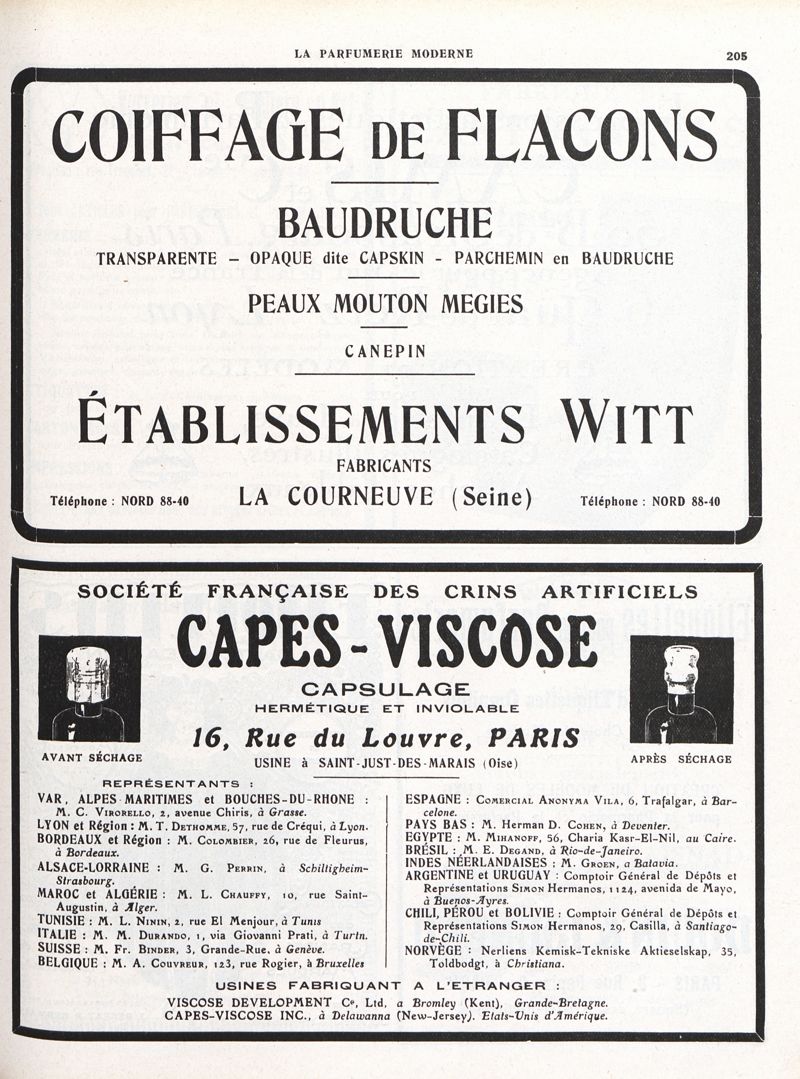 LA PARFUMERIE MODERNE
205
COIFFAGE DE FLACONS
BAUDRUCHE
TRANSPARENTE – OPAQUE dite CAPSKIN - PARCHEMIN en BAUDRUCHE
PEAUX MOUTON MEGIES
CANEPIN
ÉTABLISSEMENTS WITT
FABRICANTS
Téléphone : NORD 88-40 LA COURNEUVE (Seine) Téléphone : NORD 88-40
SOCIÉTÉ FRANÇAISE DES CRINS ARTIFICIELS
CAPES-VISCOSE
CAPSULAGE
HERMÉTIQUE ET INVIOLABLE
16, Rue du Louvre, PARIS
USINE à SAINT-JUST-DES-MARAIS (Oise)
AVANT SÉCHAGE
APRÈS SÉCHAGE
REPRÉSENTANTS :
VAR, ALPES-MARITIMES et BOUCHES-DU-RHONE :
M. C. VIRORELLO, 2, avenue Chiris, à Grasse.
LYON et Région : M. T. DETHOMME, 57, rue de Créqui, à Lyon.
BORDEAUX et Région : M. COLOMBIER, 26, rue de Fleurus,
à Bordeaux.
ALSACE-LORRAINE : M. G. PERRIN, à Schiltigheim-
Strasbourg.
MAROC et ALGÉRIE : M. L. CHAUFFY, 10, rue Saint-
Augustin, à Alger.
TUNISIE : M. L. NININ, 2, rue El Menjour, à Tunis
ITALIE : M. M. DURANDO, 1, via Giovanni Prati, à Turin.
SUISSE : M. FR. BINDER, 3, Grande-Rue, à Genève.
BELGIQUE : M. A. COUVREUR, 123, rue Rogier, à Bruxelles
ESPAGNE : COMERCIAL ANONYMA VILA, 6, Trafalgar, à Bar-
celone.
PAYS BAS : M. Herman D. COHEN, à Deventer.
EGYPTE : M. MIHANOFF, 56, Charia Kasr-El-Nil, au Caire.
BRÉSIL : M. E. DEGAND, à Rio-de-Janeiro.
INDES NÉERLANDAISES : M. GROEN, a Batavia.
ARGENTINE et URUGUAY : Comptoir Général de Dépôts et
Représentations SIMON Hermanos, 1124, avenida de Mayo,
à Buenos-Ayres.
CHILI, PÉROU et BOLIVIE : Comptoir Général de Dépôts et
Représentations SIMON Hermanos, 29, Casilla, à Santiago-
de-Chili.
NORVÈGE : Nerliens Kemisk-Tekniske Aktieselskap, 35,
Toldbodgt, à Christiana.
USINES FABRIQUANT A L'ETRANGER :
VISCOSE DEVELOPMENT Cº, Ltd, a Bromley (Kent), Grande-Bretagne.
CAPES-VISCOSE INC., à Delawanna (New-Jersey). Etats-Unis d'Amérique.